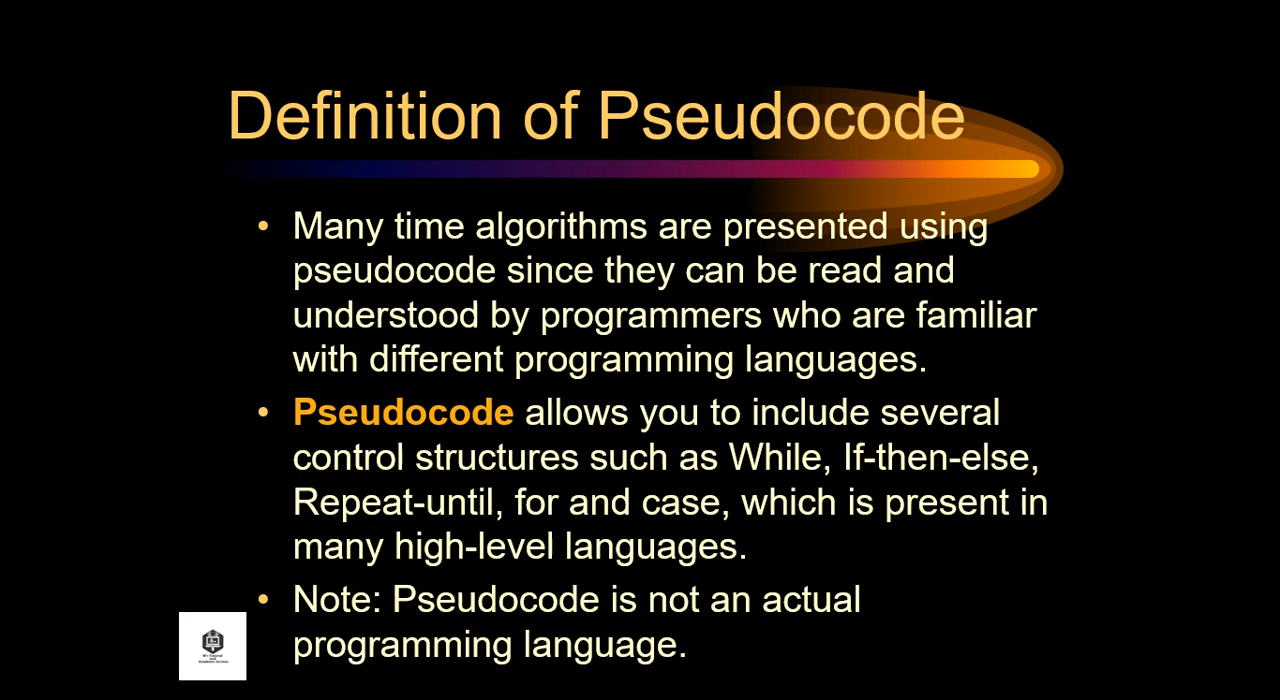 Definition of Pseudocode
• Many time algorithms are presented using
pseudocode since they can be read and
understood by programmers who are familiar
with different programming languages.
• Pseudocode allows you to include several
control structures such as While, If-then-else,
Repeat-until, for and case, which is present in
many high-level languages.
• Note: Pseudocode is not an actual
programming language.
and